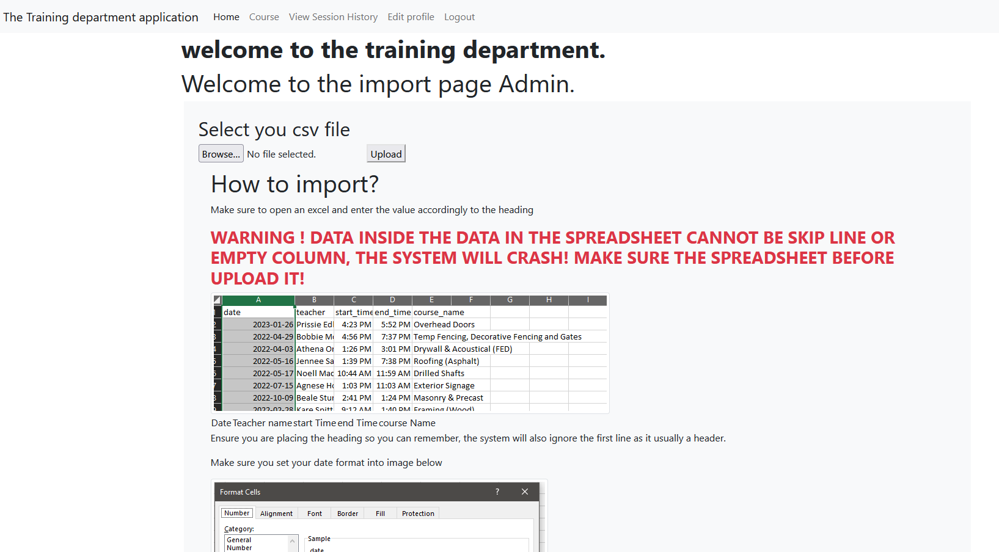 The Training department application Home Course View Session History Edit profile Logout
welcome to the training department.
Welcome to the import page Admin.
Select you csv file
Browse... No file selected. Upload
How to import?
Make sure to open an excel and enter the value accordingly to the heading
WARNING ! DATA INSIDE THE DATA IN THE SPREADSHEET CANNOT BE SKIP LINE OR
EMPTY COLUMN, THE SYSTEM WILL CRASH! MAKE SURE THE SPREADSHEET BEFORE
UPLOAD IT!
A B C D E F G H I
1 date teacher start_time end_time course_name
2 2023-01-26 Prissie Edl 4:23 PM 5:52 PM Overhead Doors
3 2022-04-29 Bobbie Mc 4:56 PM 7:37 PM Temp Fencing, Decorative Fencing and Gates
4 2022-04-03 Athena Or 1:26 PM 3:01 PM Drywall & Acoustical (FED)
5 2022-05-16 Jennee Sa 1:39 PM 7:38 PM Roofing (Asphalt)
6 2022-05-17 Noell Mac 10:44 AM 11:59 AM Drilled Shafts
7 2022-07-15 Agnese Ho 1:03 PM 11:03 AM Exterior Signage
8 2022-10-09 Beale Stur 2:41 PM 1:24 PM Masonry & Precast
9 2022-02-28 Kare Spitt 9:12 AM 1:40 PM Framing (Wood)
Date Teacher name start Time end Time course Name
Ensure you are placing the heading so you can remember, the system will also ignore the first line as it usually a header.
Make sure you set your date format into image below
Format Cells ?
Number Alignment Font Border Fill Protection
Category:
General
Number
Sample
date